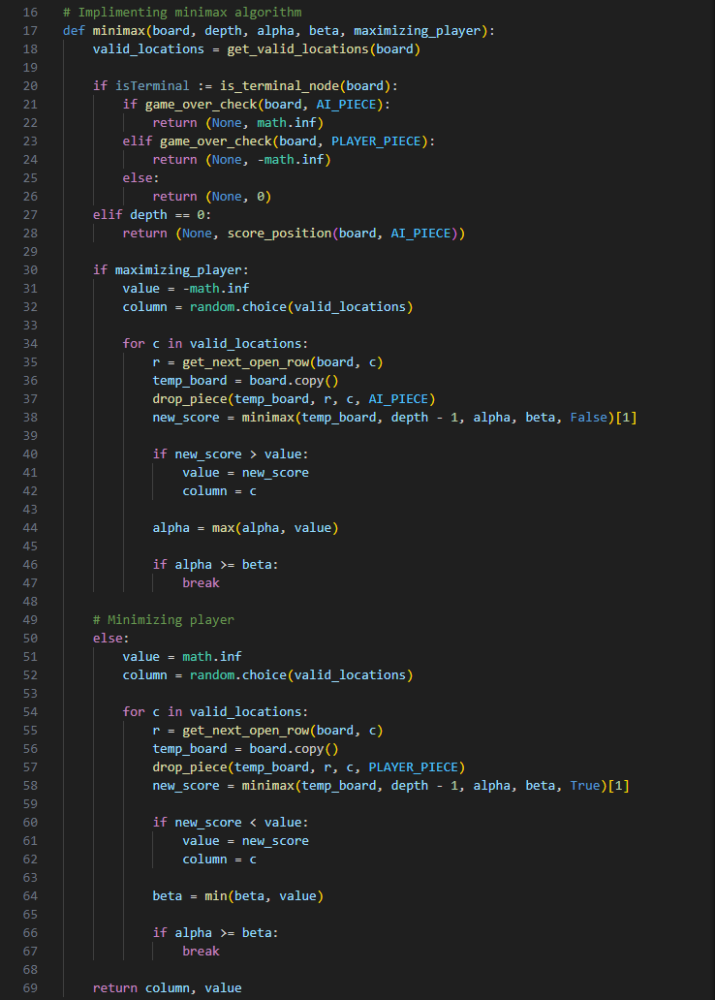 16 # Implimenting minimax algorithm
17 def minimax(board, depth, alpha, beta, maximizing_player):
18     valid_locations = get_valid_locations(board)
19
20     if isTerminal := is_terminal_node(board):
21         if game_over_check(board, AI_PIECE):
22             return (None, math.inf)
23         elif game_over_check(board, PLAYER_PIECE):
24             return (None, -math.inf)
25         else:
26             return (None, 0)
27     elif depth == 0:
28         return (None, score_position(board, AI_PIECE))
29
30     if maximizing_player:
31         value = -math.inf
32         column = random.choice(valid_locations)
33
34         for c in valid_locations:
35             r = get_next_open_row(board, c)
36             temp_board = board.copy()
37             drop_piece(temp_board, r, c, AI_PIECE)
38             new_score = minimax(temp_board, depth - 1, alpha, beta, False)[1]
39
40             if new_score > value:
41                 value = new_score
42                 column = c
43
44             alpha = max(alpha, value)
45
46             if alpha >= beta:
47                 break
48
49     # Minimizing player
50     else:
51         value = math.inf
52         column = random.choice(valid_locations)
53
54         for c in valid_locations:
55             r = get_next_open_row(board, c)
56             temp_board = board.copy()
57             drop_piece(temp_board, r, c, PLAYER_PIECE)
58             new_score = minimax(temp_board, depth - 1, alpha, beta, True)[1]
59
60             if new_score < value:
61                 value = new_score
62                 column = c
63
64             beta = min(beta, value)
65
66             if alpha >= beta:
67                 break
68
69     return column, value